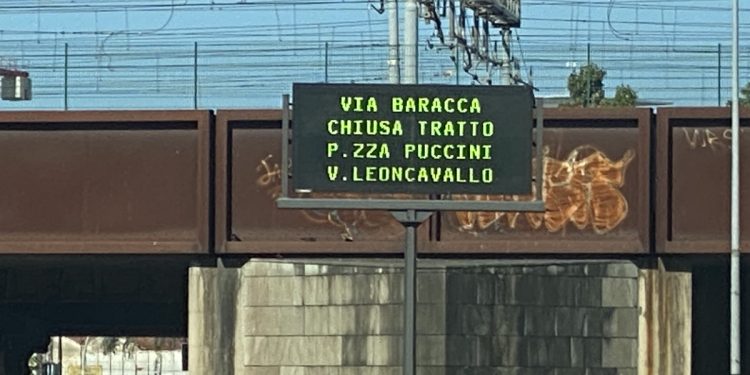 VIA BARACCA
CHIUSA TRATTO
P.ZZA PUCCINI
V.LEONCAVALLO